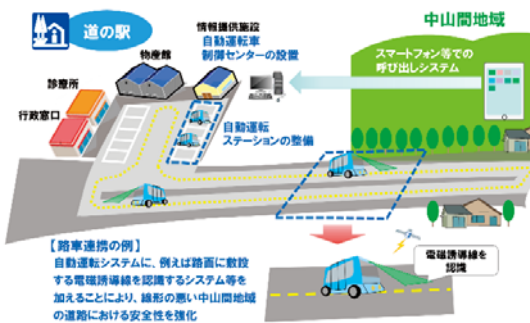 道の駅
情報提供施設
自動運転車
制御センターの設置
物産館
診療所
行政窓口
自動運転
ステーションの整備
中山間地域
スマートフォン等での
呼び出しシステム
【路車連携の例】
自動運転システムに、例えば路面に敷設
する電磁誘導線を認識するシステム等を
加えることにより、線形の悪い中山間地域
の道路における安全性を強化
電磁誘導線を
認識